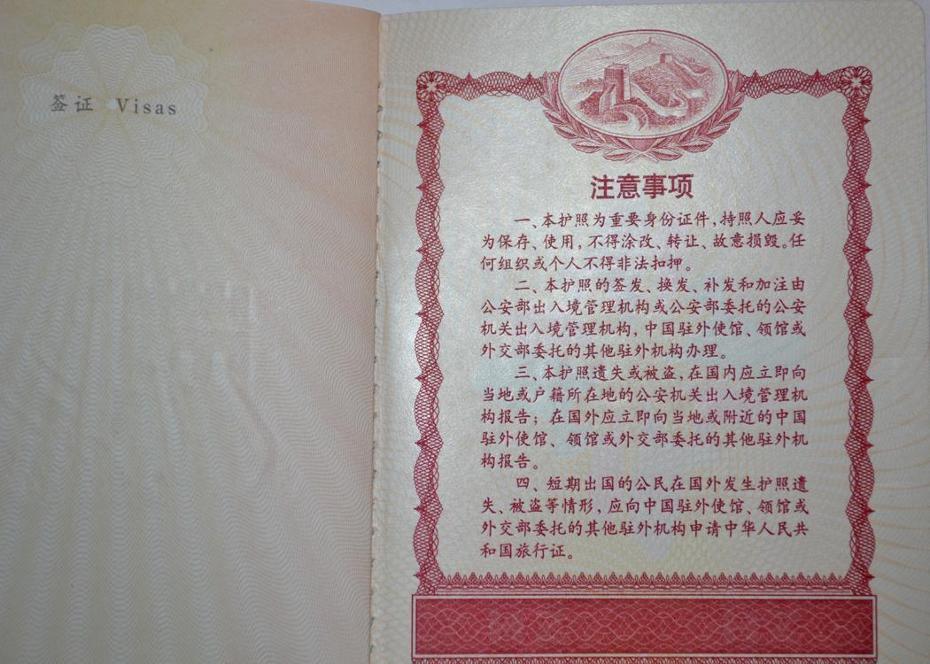 签证 Visas
注意事项
一、本护照为重要身份证件,持照人应妥
为保存、使用,不得涂改、转让、故意损毁。任
何组织或个人不得非法扣押。
二、本护照的签发、换发、补发和加注由
公安部出入境管理机构或公安部委托的公安
机关出入境管理机构,中国驻外使馆、领馆或
外交部委托的其他驻外机构办理。
三、本护照遗失或被盗,在国内应立即向
当地或户籍所在地的公安机关出入境管理机
构报告；在国外应立即向当地或附近的中国
驻外使馆、领馆或外交部委托的其他驻外机
构报告。
四、短期出国的公民在国外发生护照遗
失、被盗等情形,应向中国驻外使馆、领馆或
外交部委托的其他驻外机构申请中华人民共
和国旅行证。